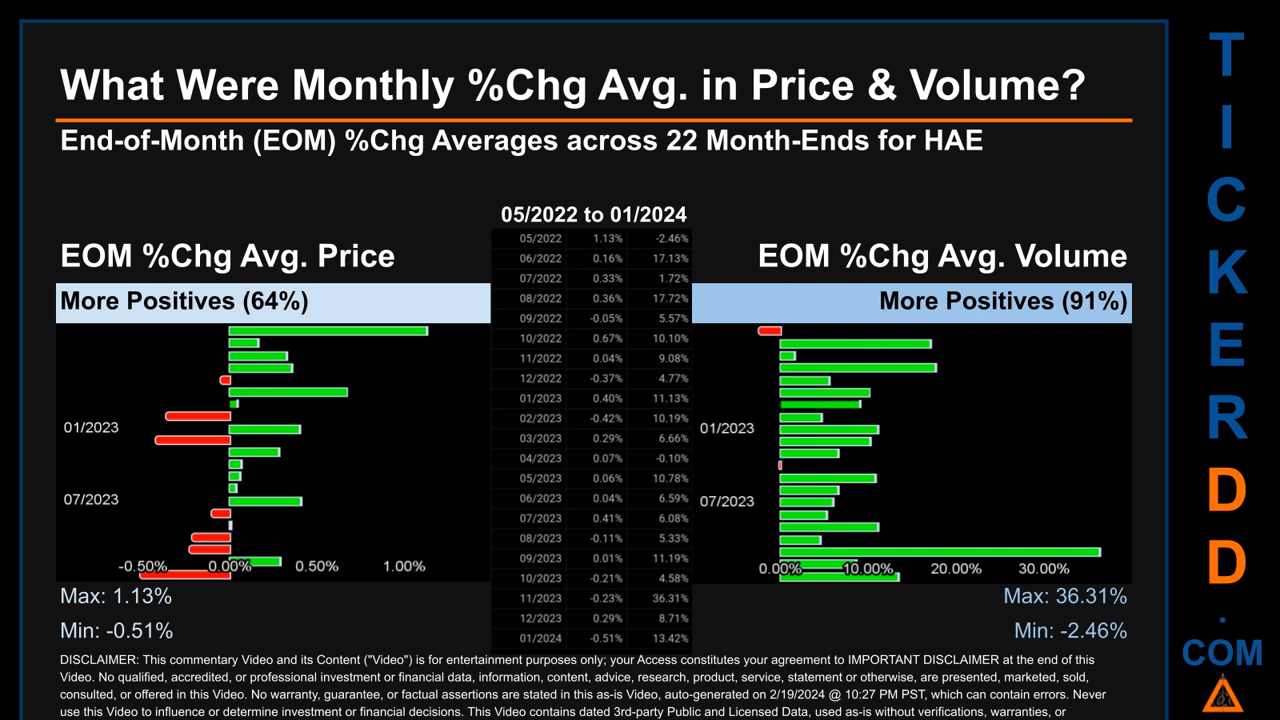 What Were Monthly %Chg Avg. in Price & Volume?
End-of-Month (EOM) %Chg Averages across 22 Month-Ends for HAE
05/2022 to 01/2024
EOM %Chg Avg. Price
More Positives (64%)
01/2023
07/2023
-0.50% 0.00% 0.50% 1.00%
Max: 1.13%
Min: -0.51%
05/2022 1.13% -2.46%
06/2022 0.16% 17.13%
07/2022 0.33% 1.72%
08/2022 0.36% 17.72%
09/2022 -0.05% 5.57%
10/2022 0.67% 10.10%
11/2022 0.04% 9.08%
12/2022 -0.37% 4.77%
01/2023 0.40% 11.13%
02/2023 -0.42% 10.19%
03/2023 0.29% 6.66%
04/2023 0.07% -0.10%
05/2023 0.06% 10.78%
06/2023 0.04% 6.59%
07/2023 0.41% 6.08%
08/2023 -0.11% 5.33%
09/2023 0.01% 11.19%
10/2023 -0.21% 4.58%
11/2023 -0.23% 36.31%
12/2023 0.29% 8.71%
01/2024 -0.51% 13.42%
EOM %Chg Avg. Volume
More Positives (91%)
01/2023
07/2023
0.00% 10.00% 20.00% 30.00%
Max: 36.31%
Min: -2.46%
DISCLAIMER: This commentary Video and its Content ("Video") is for entertainment purposes only; your Access constitutes your agreement to IMPORTANT DISCLAIMER at the end of this
Video. No qualified, accredited, or professional investment or financial data, information, content, advice, research, product, service, statement or otherwise, are presented, marketed, sold,
consulted, or offered in this Video. No warranty, guarantee, or factual assertions are stated in this as-is Video, auto-generated on 2/19/2024 @ 10:27 PM PST, which can contain errors. Never
use this Video to influence or determine investment or financial decisions. This Video contains dated 3rd-party Public and Licensed Data, used as-is without verifications, warranties, or
T
I
C
K
E
R
D
D
.
COM